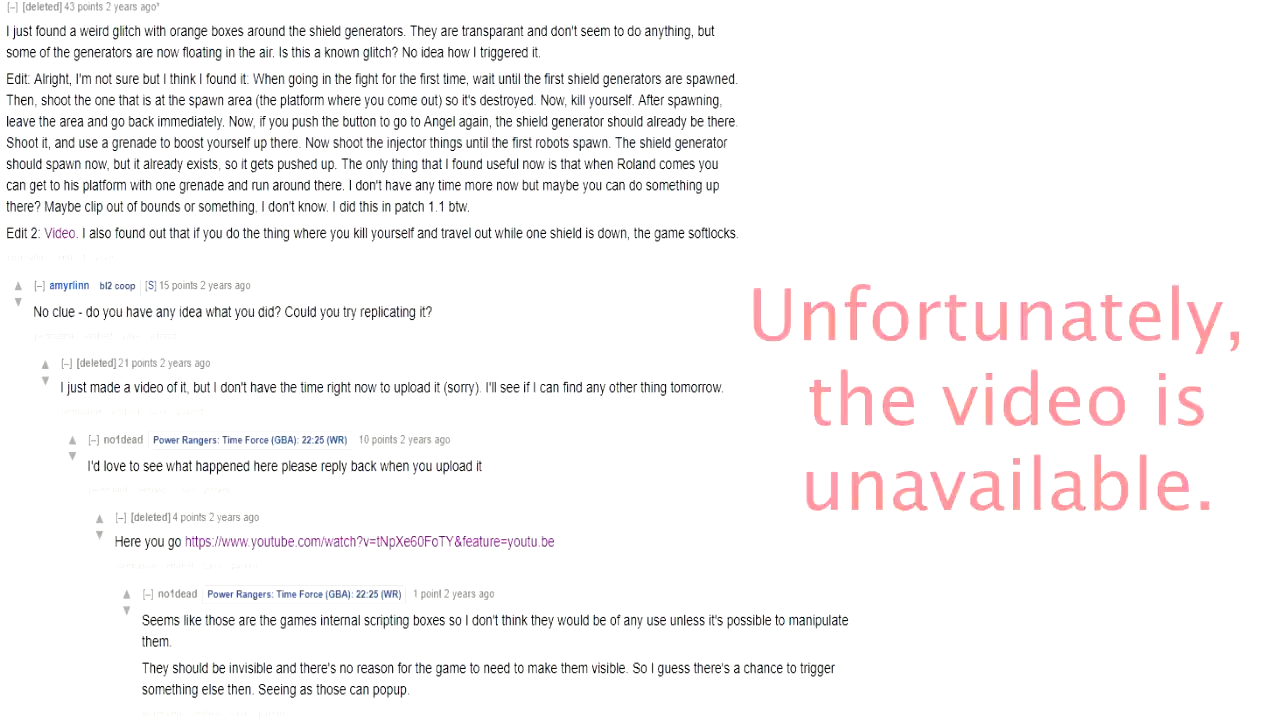 [–] [deleted] 43 points 2 years ago*
I just found a weird glitch with orange boxes around the shield generators. They are transparant and don't seem to do anything, but
some of the generators are now floating in the air. Is this a known glitch? No idea how I triggered it.
Edit: Alright, I'm not sure but I think I found it: When going in the fight for the first time, wait until the first shield generators are spawned.
Then, shoot the one that is at the spawn area (the platform where you come out) so it's destroyed. Now, kill yourself. After spawning,
leave the area and go back immediately. Now, if you push the button to go to Angel again, the shield generator should already be there.
Shoot it, and use a grenade to boost yourself up there. Now shoot the injector things until the first robots spawn. The shield generator
should spawn now, but it already exists, so it gets pushed up. The only thing that I found useful now is that when Roland comes you
can get to his platform with one grenade and run around there. I don't have any time more now but maybe you can do something up
there? Maybe clip out of bounds or something, I don't know. I did this in patch 1.1 btw.
Edit 2: Video. I also found out that if you do the thing where you kill yourself and travel out while one shield is down, the game softlocks.
[–] amyrlinn bl2 coop [S] 15 points 2 years ago
No clue - do you have any idea what you did? Could you try replicating it?
[–] [deleted] 21 points 2 years ago
I just made a video of it, but I don't have the time right now to upload it (sorry). I'll see if I can find any other thing tomorrow.
[–] no1dead Power Rangers: Time Force (GBA): 22:25 (WR) 10 points 2 years ago
I'd love to see what happened here please reply back when you upload it
[–] [deleted] 4 points 2 years ago
Here you go https://www.youtube.com/watch?v=tNpXe60FoTY&feature=youtu.be
[–] no1dead Power Rangers: Time Force (GBA): 22:25 (WR) 1 point 2 years ago
Seems like those are the games internal scripting boxes so I don't think they would be of any use unless it's possible to manipulate
them.
They should be invisible and there's no reason for the game to need to make them visible. So I guess there's a chance to trigger
something else then. Seeing as those can popup.
Unfortunately,
the video is
unavailable.